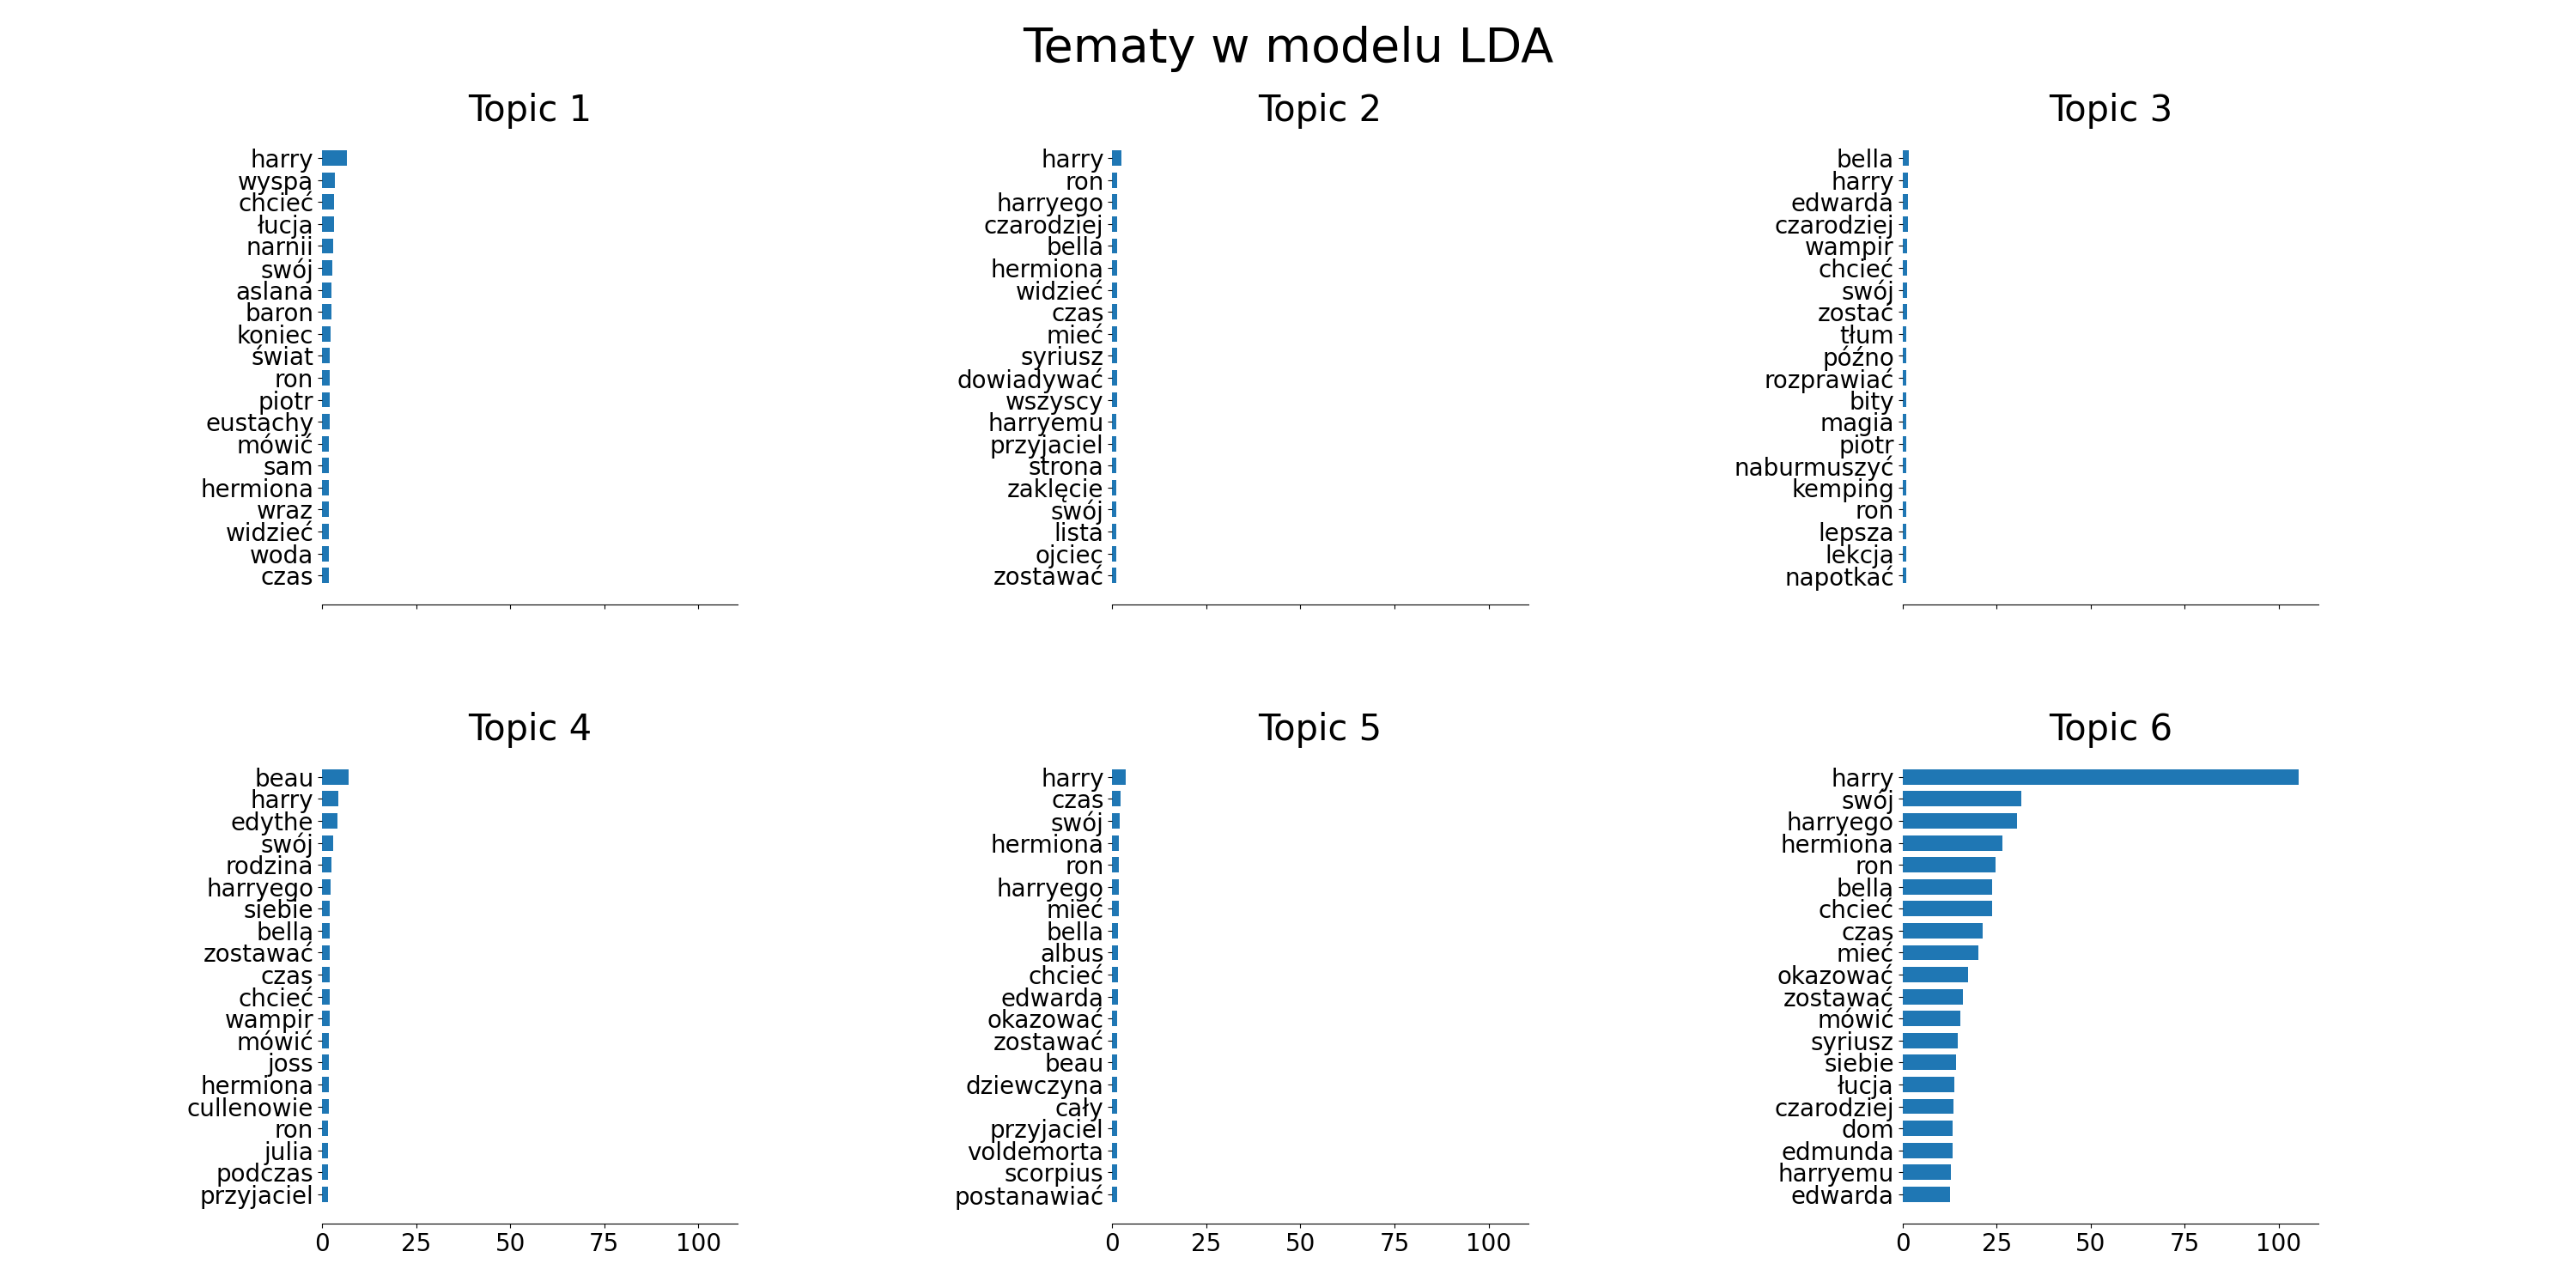 Tematy w modelu LDA
Topic 1
harry
wyspa
chcieć
łucja
narnii
swój
aslana
baron
koniec
świat
ron
piotr
eustachy
mówić
sam
hermiona
wraz
widzieć
woda
czas
Topic 2
harry
ron
harryego
czarodziej
bella
hermiona
widzieć
czas
mieć
syriusz
dowiadywać
wszyscy
harryemu
przyjaciel
strona
zaklęcie
swój
lista
ojciec
zostawać
Topic 3
bella
harry
edwarda
czarodziej
wampir
chcieć
swój
zostać
tłum
późno
rozprawiać
bity
magia
piotr
naburmuszyć
kemping
ron
lepsza
lekcja
napotkać
Topic 4
beau
harry
edythe
swój
rodzina
harryego
siebie
bella
zostawać
czas
chcieć
wampir
mówić
joss
hermiona
cullenowie
ron
julia
podczas
przyjaciel
0 25 50 75 100
Topic 5
harry
czas
swój
hermiona
ron
harryego
mieć
bella
albus
chcieć
edwarda
okazować
zostawać
beau
dziewczyna
cały
przyjaciel
voldemorta
scorpius
postanawiać
0 25 50 75 100
Topic 6
harry
swój
harryego
hermiona
ron
bella
chcieć
czas
mieć
okazować
zostawać
mówić
syriusz
siebie
łucja
czarodziej
dom
edmunda
harryemu
edwarda
0 25 50 75 100